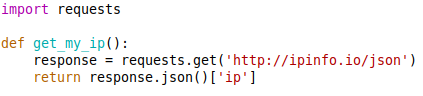 import requests

def get_my_ip():
    response = requests.get('http://ipinfo.io/json')
    return response.json()['ip']